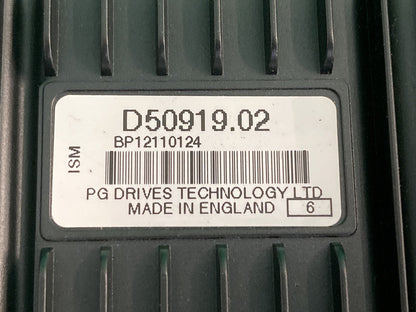 D50919.02
BP12110124
ISM
PG DRIVES TECHNOLOGY LTD
MADE IN ENGLAND 6